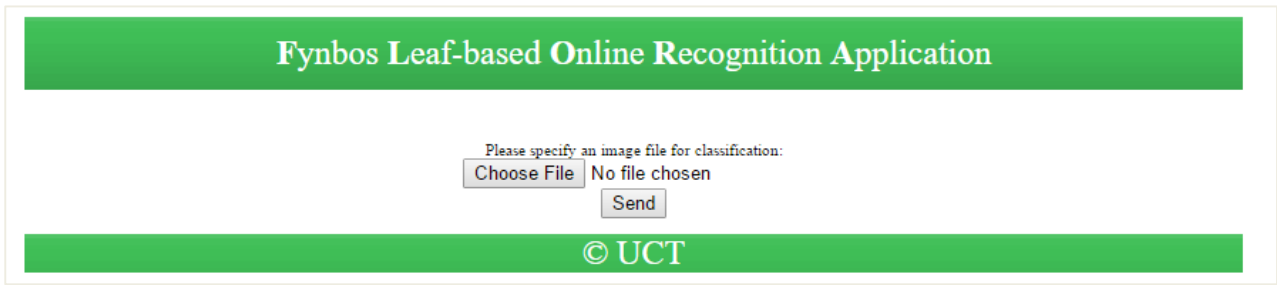 Fynbos Leaf-based Online Recognition Application
Please specify an image file for classification:
Choose File No file chosen
Send
© UCT